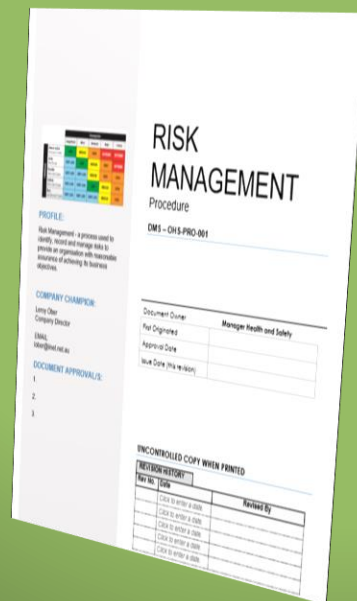 RISK
MANAGEMENT
Procedure
DMS – OHS-PRO-001
PROFILE:
Risk Management - a process used to
identify, record and manage risks to
provide an organisation with reasonable
assurance of achieving its business
objectives.
COMPANY CHAMPION:
Company Director
EMAIL
DOCUMENT APPROVAL/S:
1.
2.
3.
Document Owner Manager Health and Safety
First Originated
Approval Date
Issue Date (this revision)
UNCONTROLLED COPY WHEN PRINTED
REVISION HISTORY
Rev No. Date Revised By
Click to enter a date.
Click to enter a date.
Click to enter a date.
Click to enter a date.
Click to enter a date.